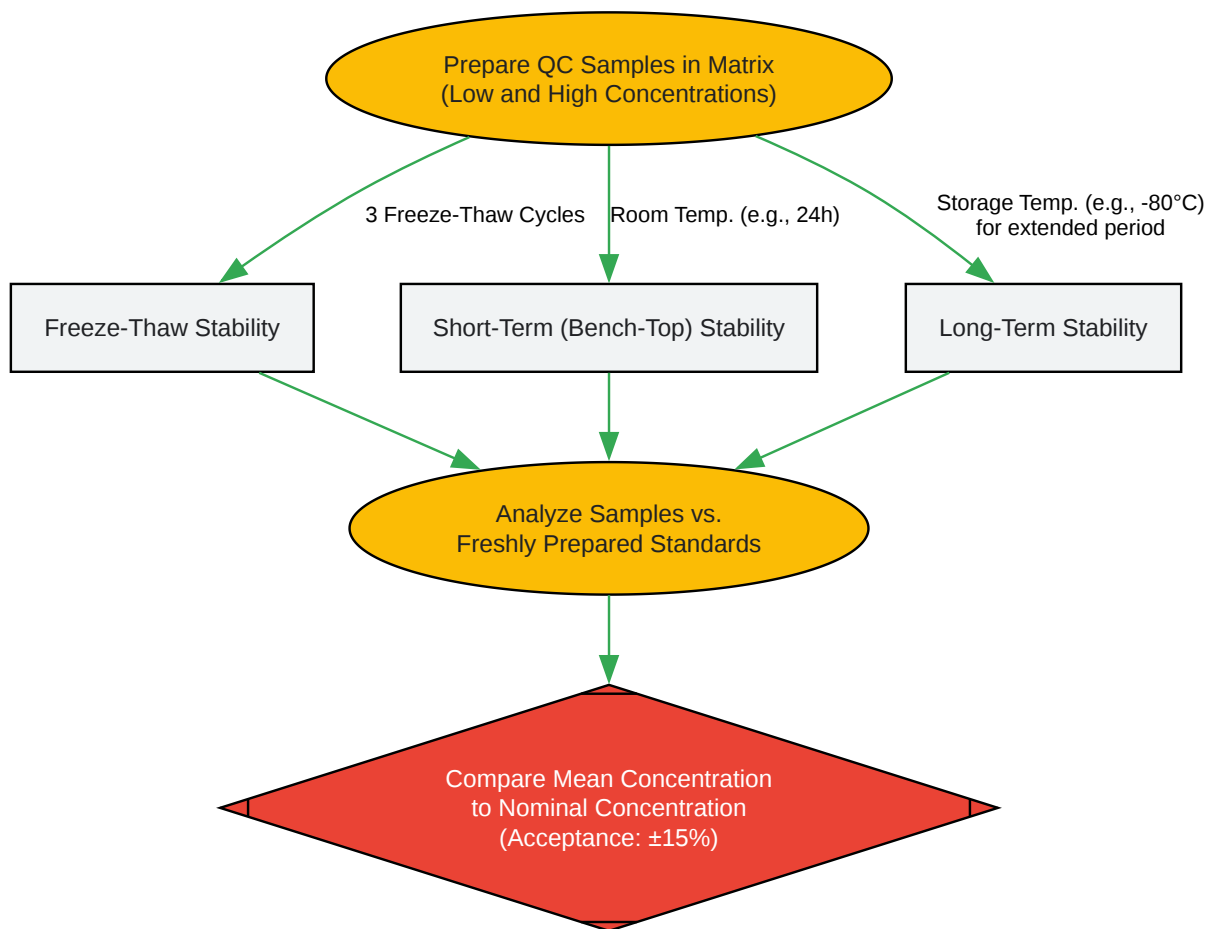 Prepare QC Samples in Matrix
(Low and High Concentrations)
3 Freeze-Thaw Cycles
Room Temp. (e.g., 24h)
Storage Temp. (e.g., -80°C)
for extended period
Freeze-Thaw Stability
Short-Term (Bench-Top) Stability
Long-Term Stability
Analyze Samples vs.
Freshly Prepared Standards
Compare Mean Concentration
to Nominal Concentration
(Acceptance: ±15%)